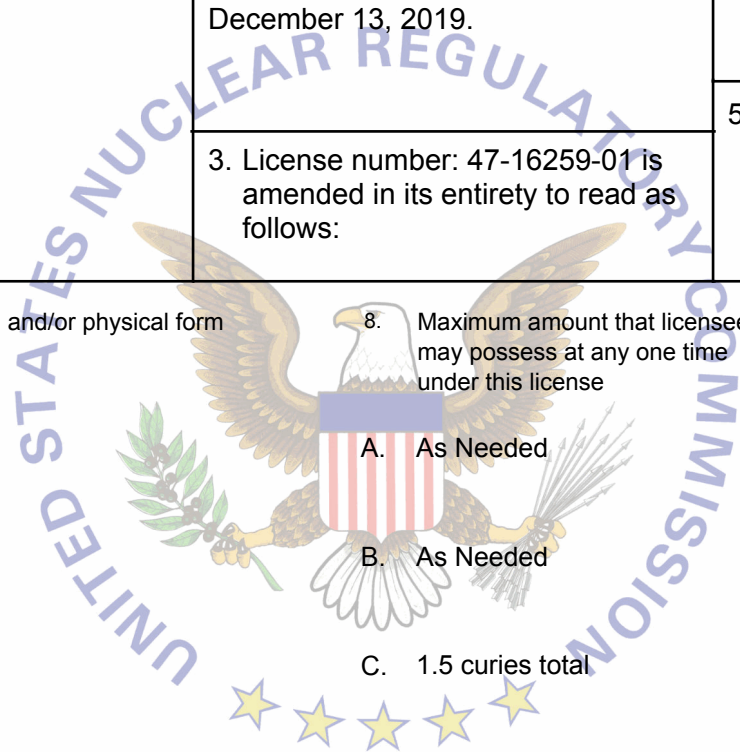 December 13, 2019.
5
3. License number: 47-16259-01 is
amended in its entirety to read as
follows:
and/or physical form
8. Maximum amount that licensee
may possess at any one time
under this license
A. As Needed
B. As Needed
C. 1.5 curies total
UNITED STATES NUCLEAR REGULATORY COMMISSION